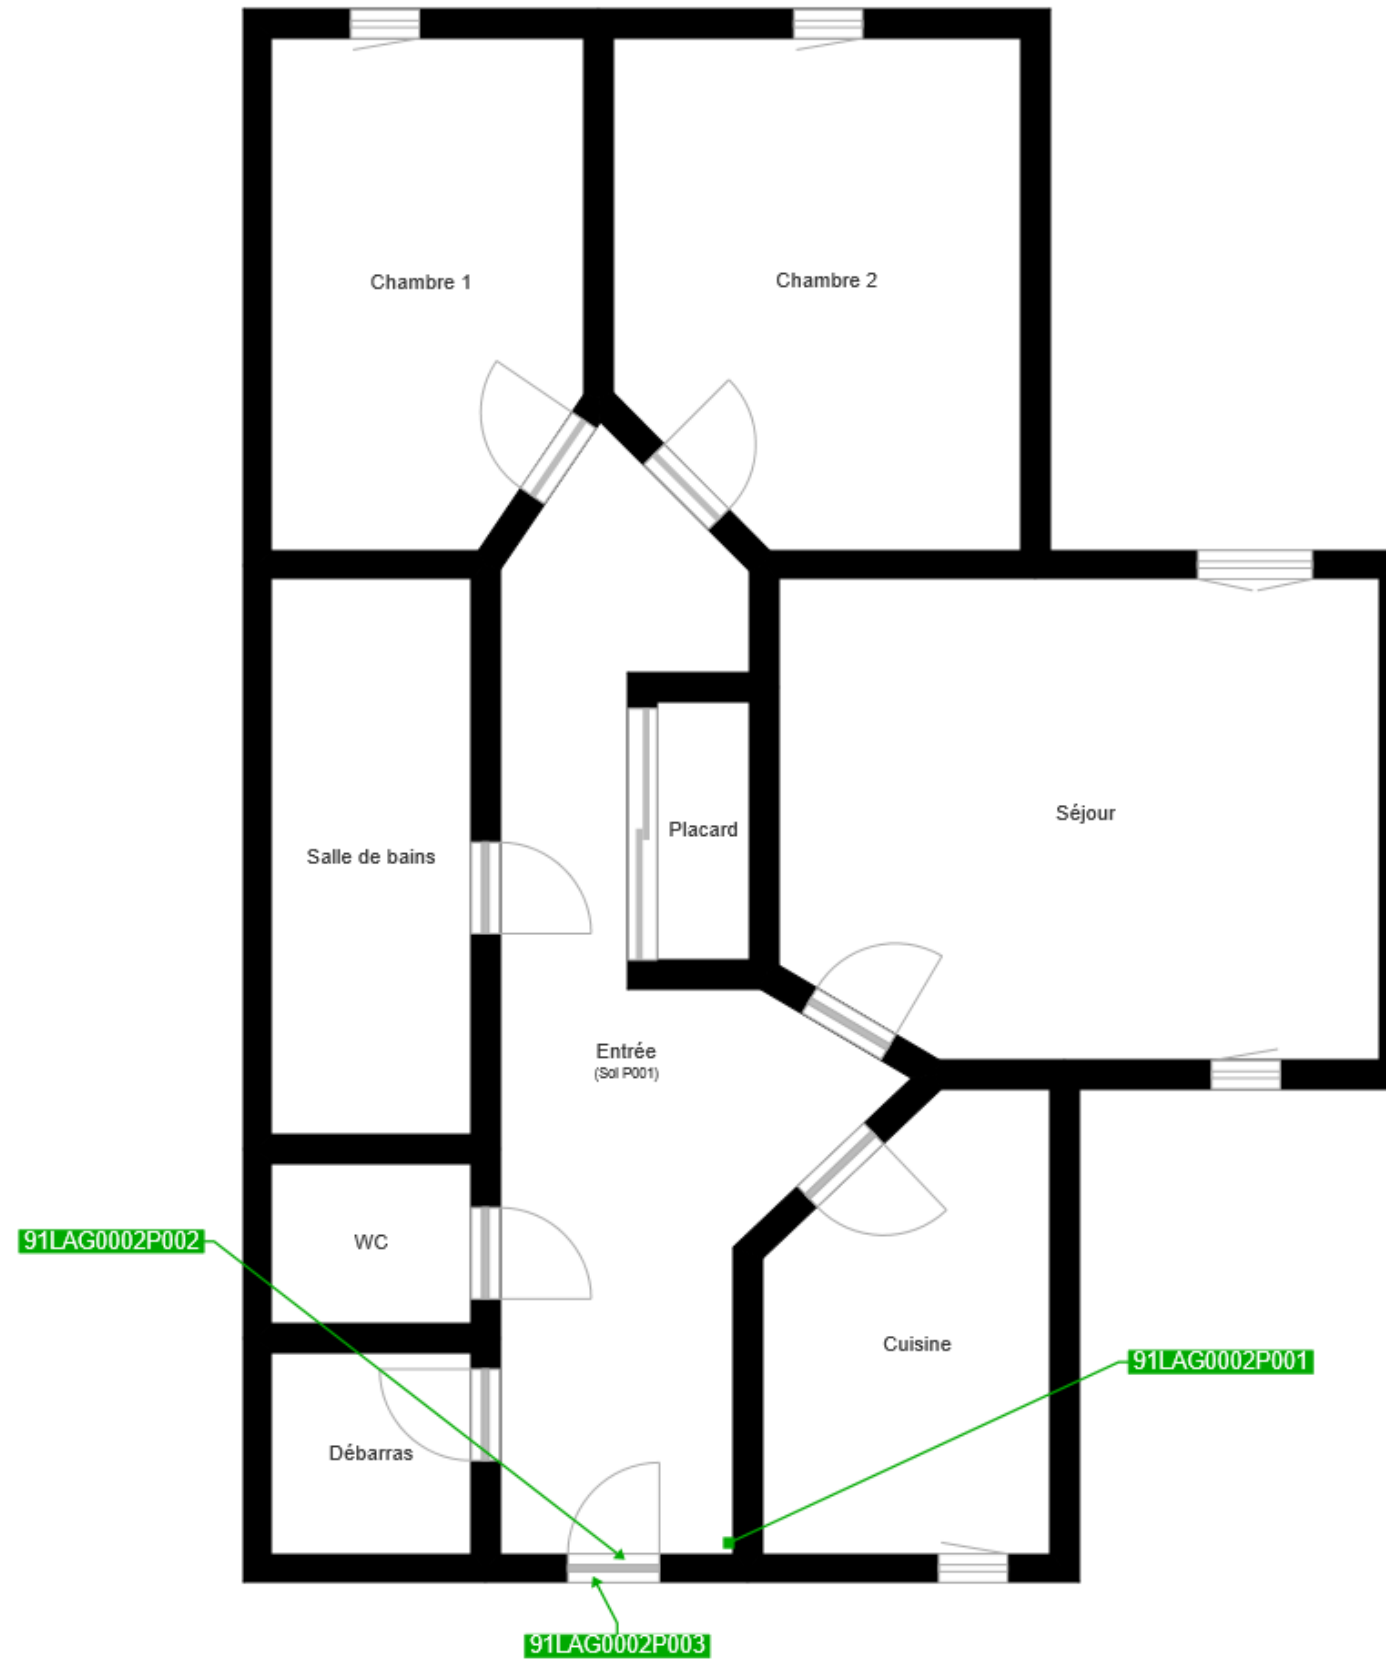 Chambre 1
Chambre 2
Séjour
Placard
Salle de bains
Entrée
(Sol P001)
91LAG0002P002
WC
Cuisine
91LAG0002P001
Débarras
91LAG0002P003